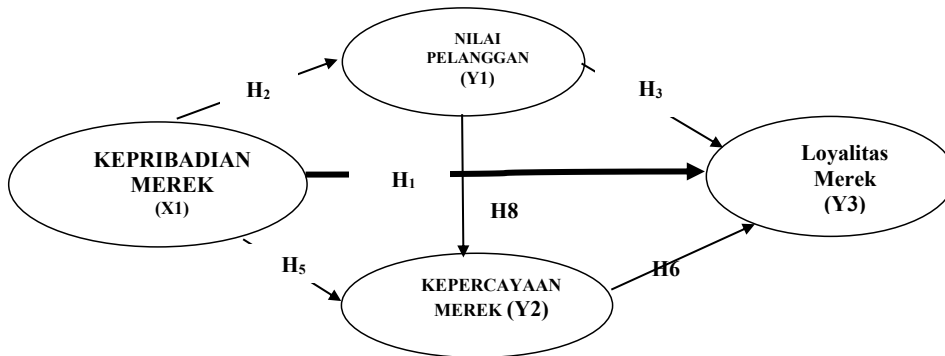 NILAI
PELANGGAN
(Y1)
H2
H3
KEPRIBADIAN
MEREK
(X1)
H1
Loyalitas
Merek
(Y3)
H8
H5
H6
KEPERCAYAAN
MEREK (Y2)